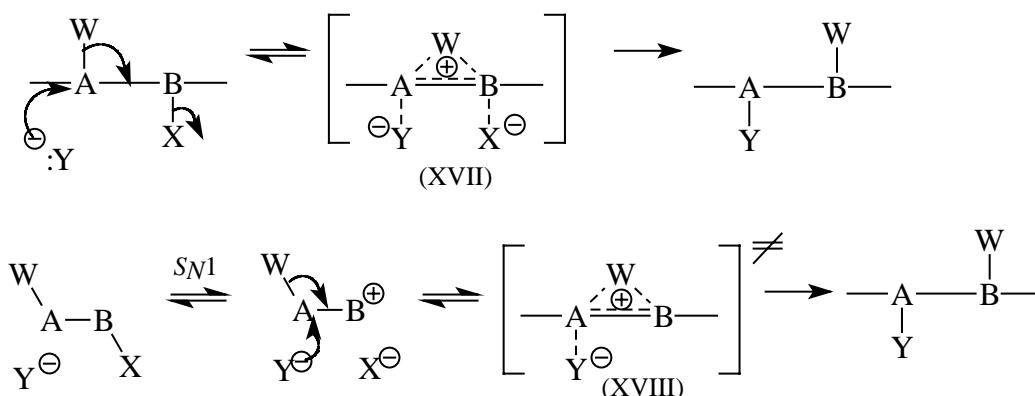 W W W
A B A B A B
X Y X Y
:Y
(XVII)
W SN1 W W W
A B A B A B A B
Y X Y X Y Y
(XVIII)